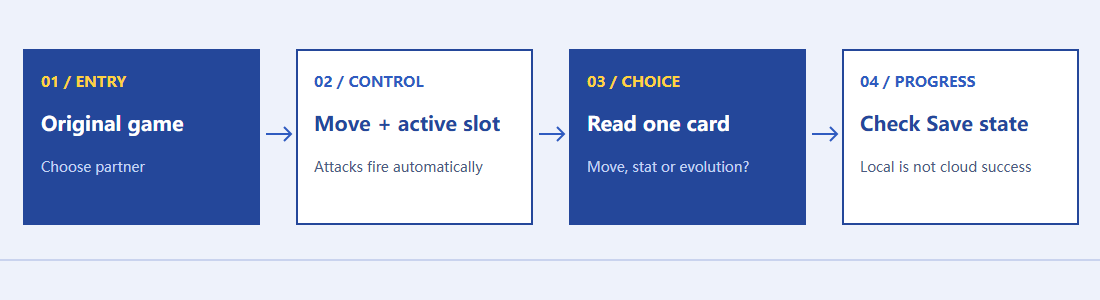 01 / ENTRY
Original game
Choose partner
02 / CONTROL
Move + active slot
Attacks fire automatically
03 / CHOICE
Read one card
Move, stat or evolution?
04 / PROGRESS
Check Save state
Local is not cloud success